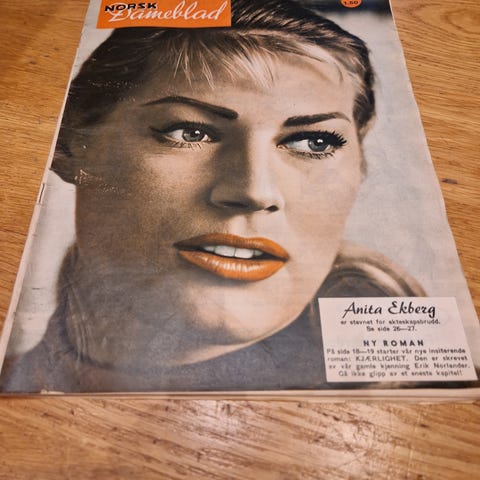 NORSK
Dameblad
1.50
Anita Ekberg
er stevnet for ekteskapsbrudd.
Se side 26—27.
NY ROMAN
På side 18—19 starter vår nye insiterende
roman: KJÆRLIGHET. Den er skrevet
av vår gamle kjenning Erik Norlander.
Gå ikke glipp av et eneste kapitel!